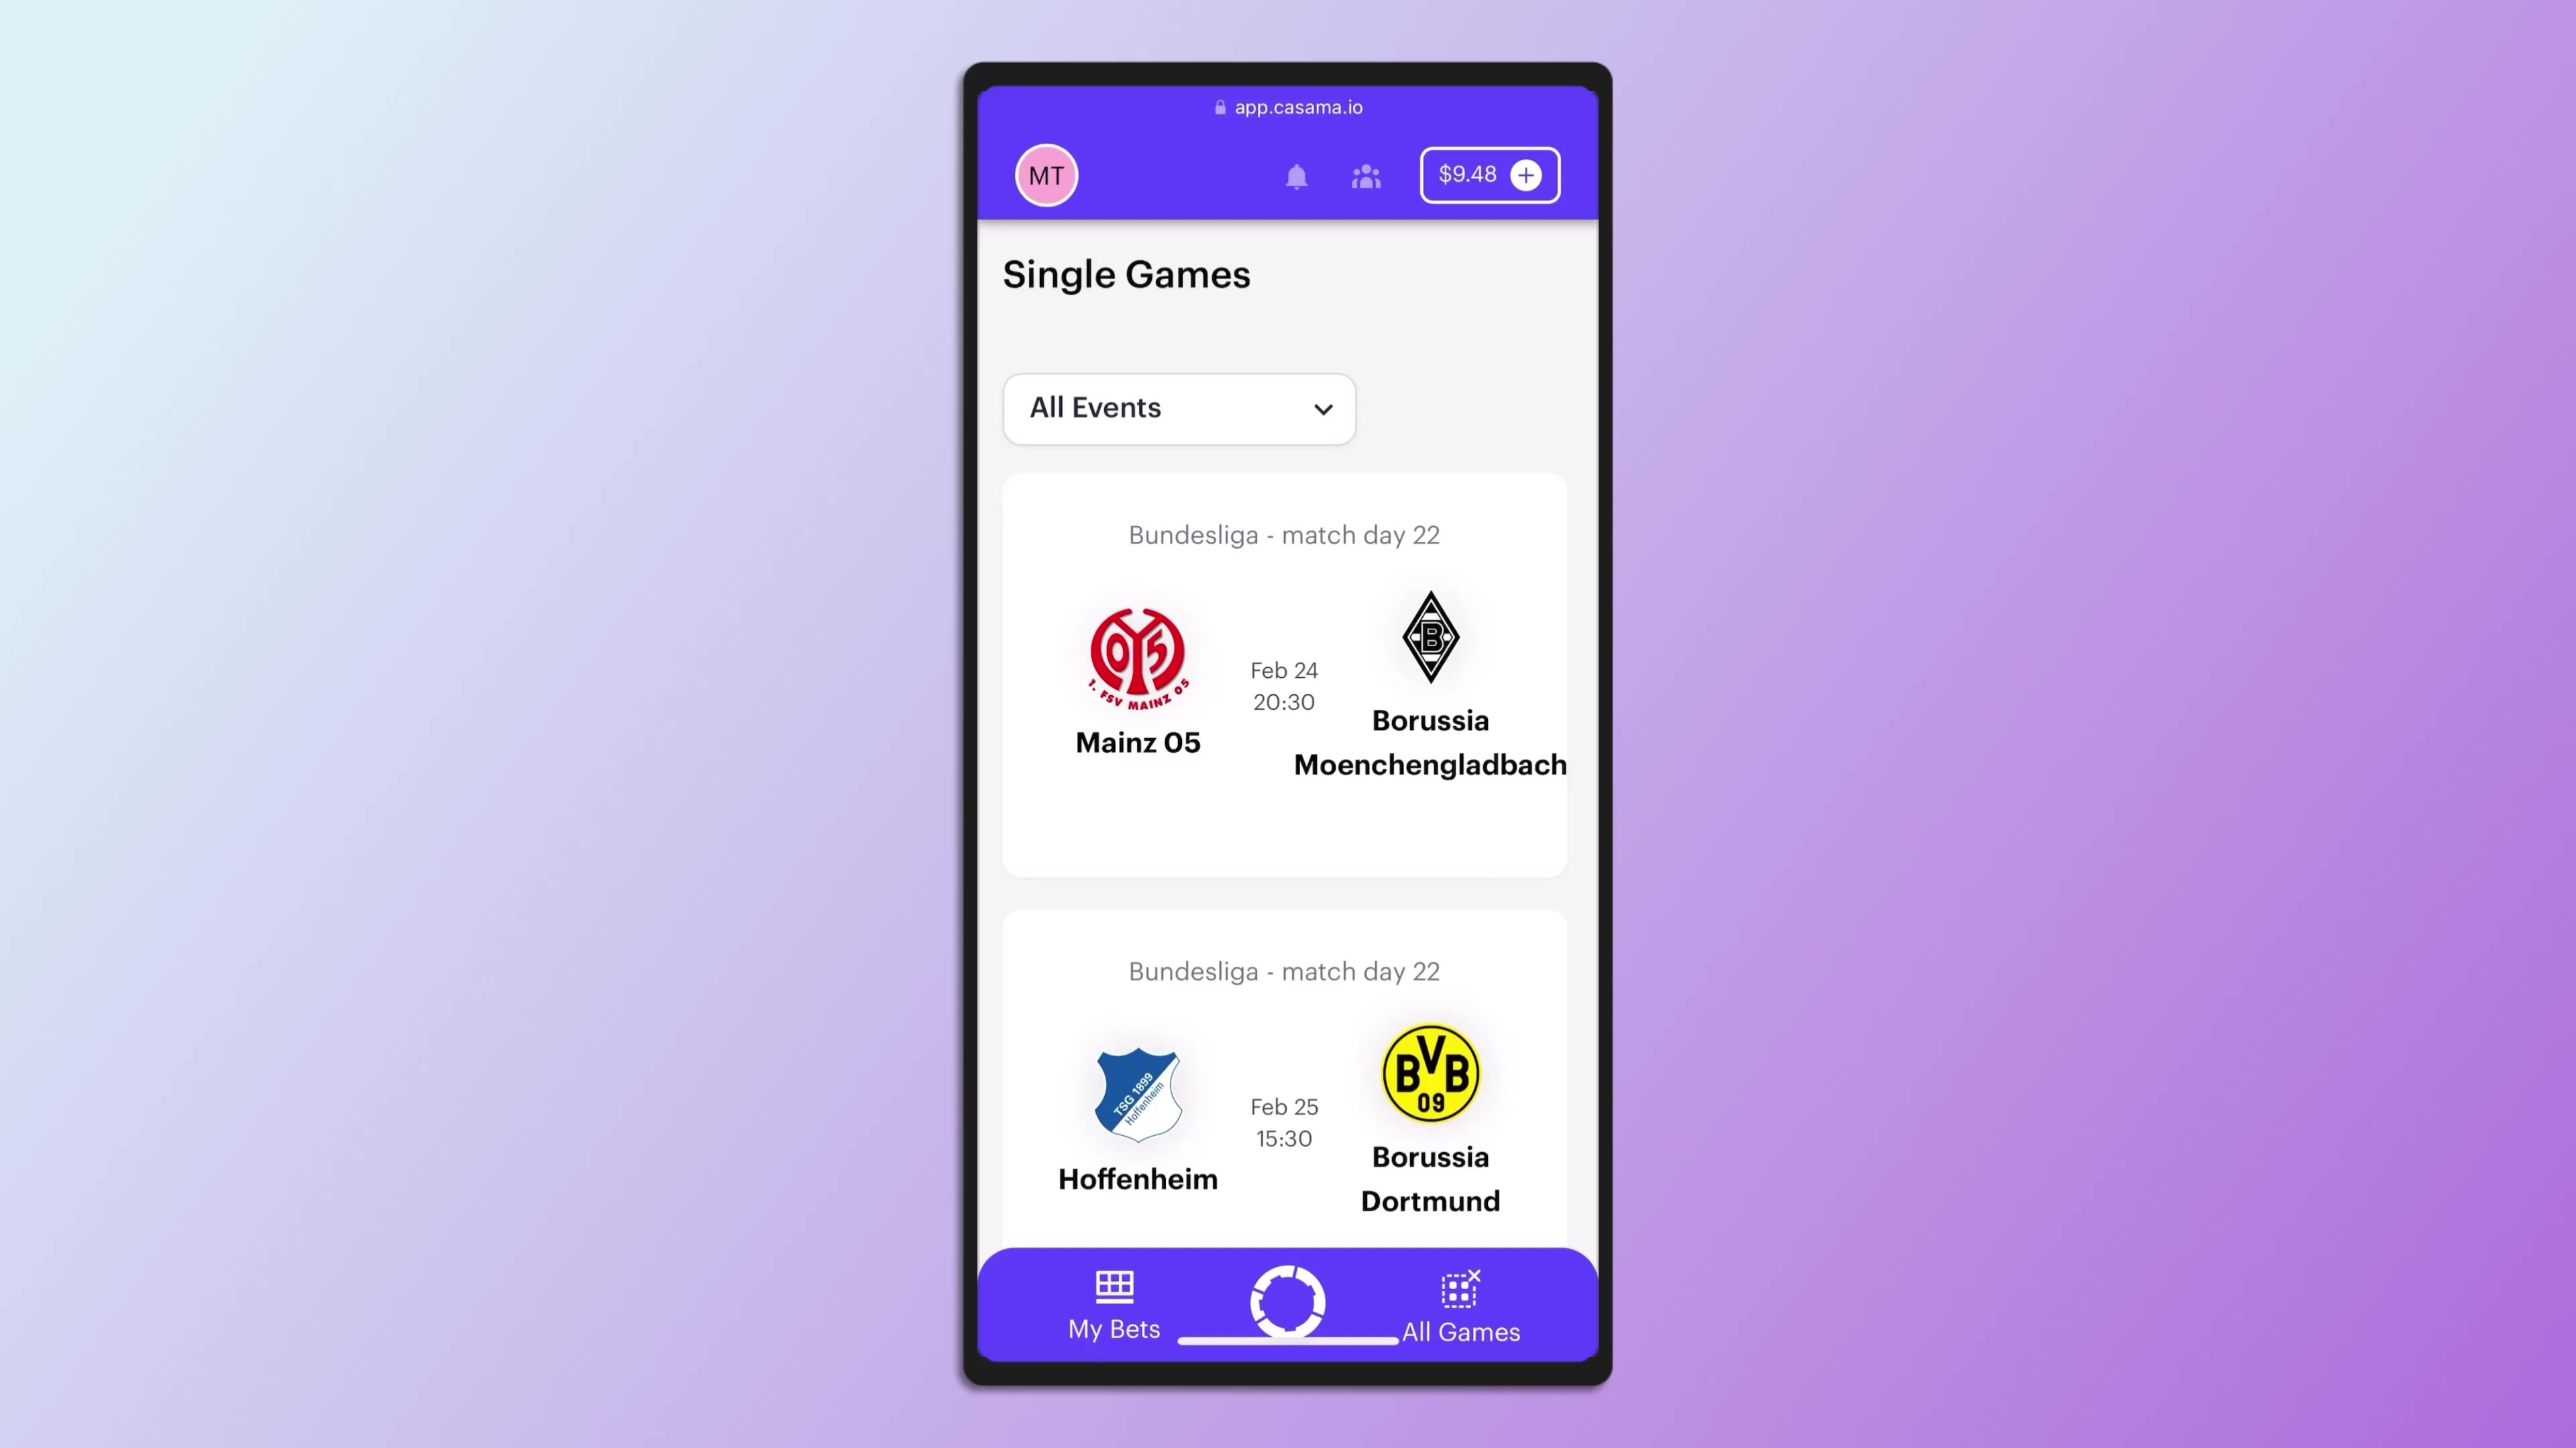 app.casama.io
MT
$9.48
Single Games
All Events
Bundesliga - match day 22
05
1. FSV MAINZ 05
Mainz 05
Feb 24
20:30
B
Borussia
Moenchengladbach
Bundesliga - match day 22
TSG 1899
Hoffenheim
Hoffenheim
Feb 25
15:30
BVB
09
Borussia
Dortmund
My Bets
All Games